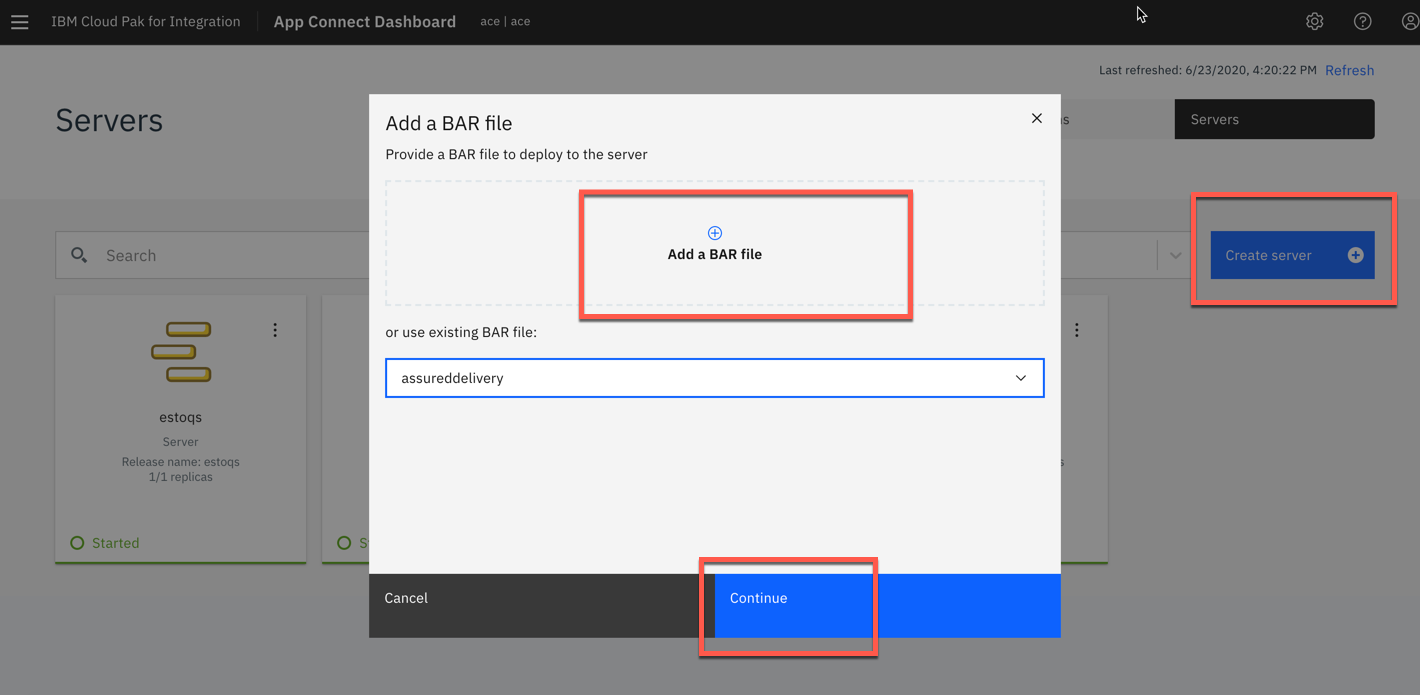 IBM Cloud Pak for Integration
App Connect Dashboard
ace | ace
Last refreshed: 6/23/2020, 4:20:22 PM Refresh
Servers
Servers
Add a BAR file
Provide a BAR file to deploy to the server
Add a BAR file
or use existing BAR file:
assureddelivery
Cancel
Continue
Search
Create server
estoqs
Server
Release name: estoqs
1/1 replicas
Started